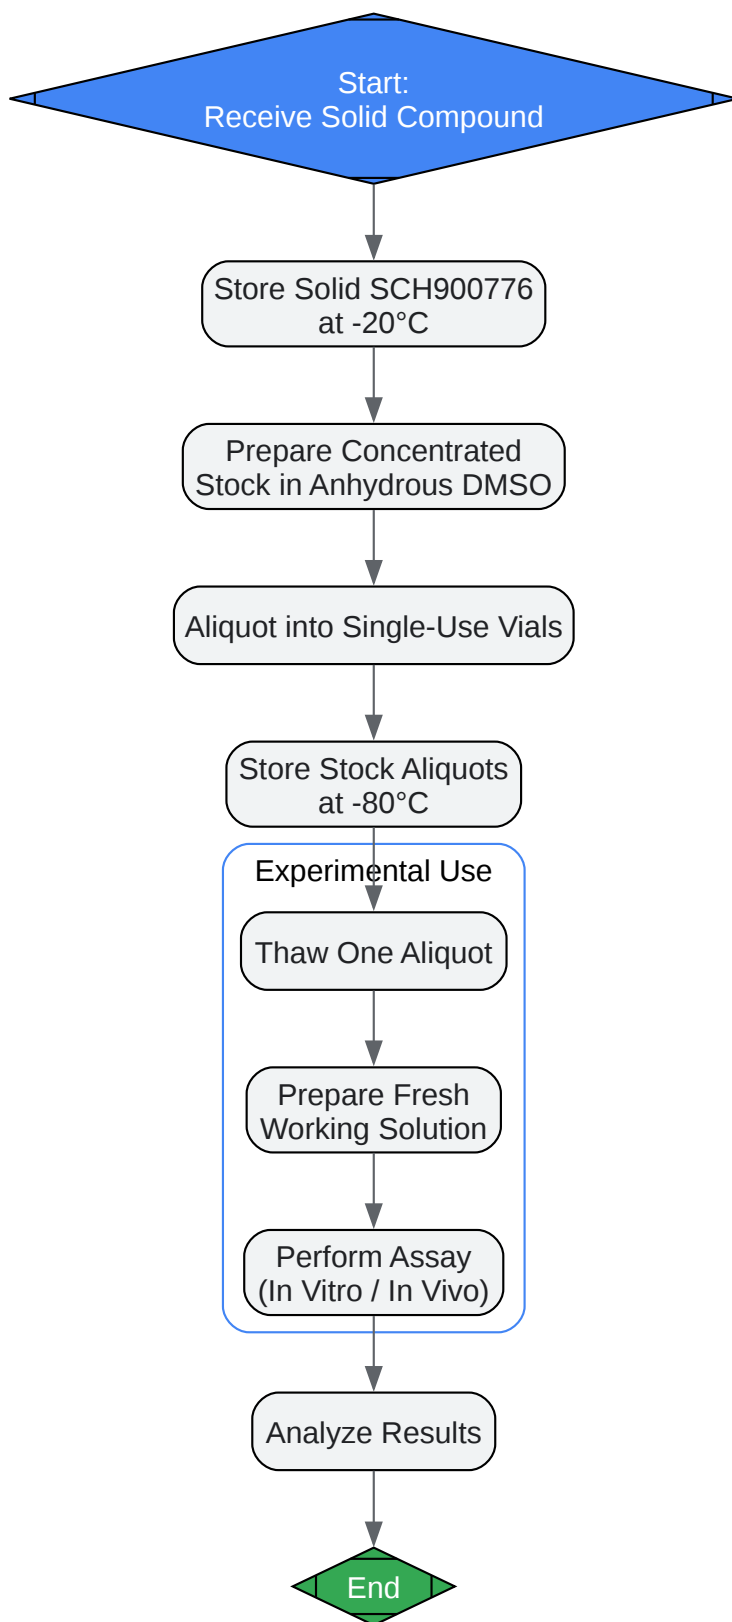 Start:
Receive Solid Compound
Store Solid SCH900776
at -20°C
Prepare Concentrated
Stock in Anhydrous DMSO
Aliquot into Single-Use Vials
Store Stock Aliquots
at -80°C
Experimental Use
Thaw One Aliquot
Prepare Fresh
Working Solution
Perform Assay
(In Vitro / In Vivo)
Analyze Results
End